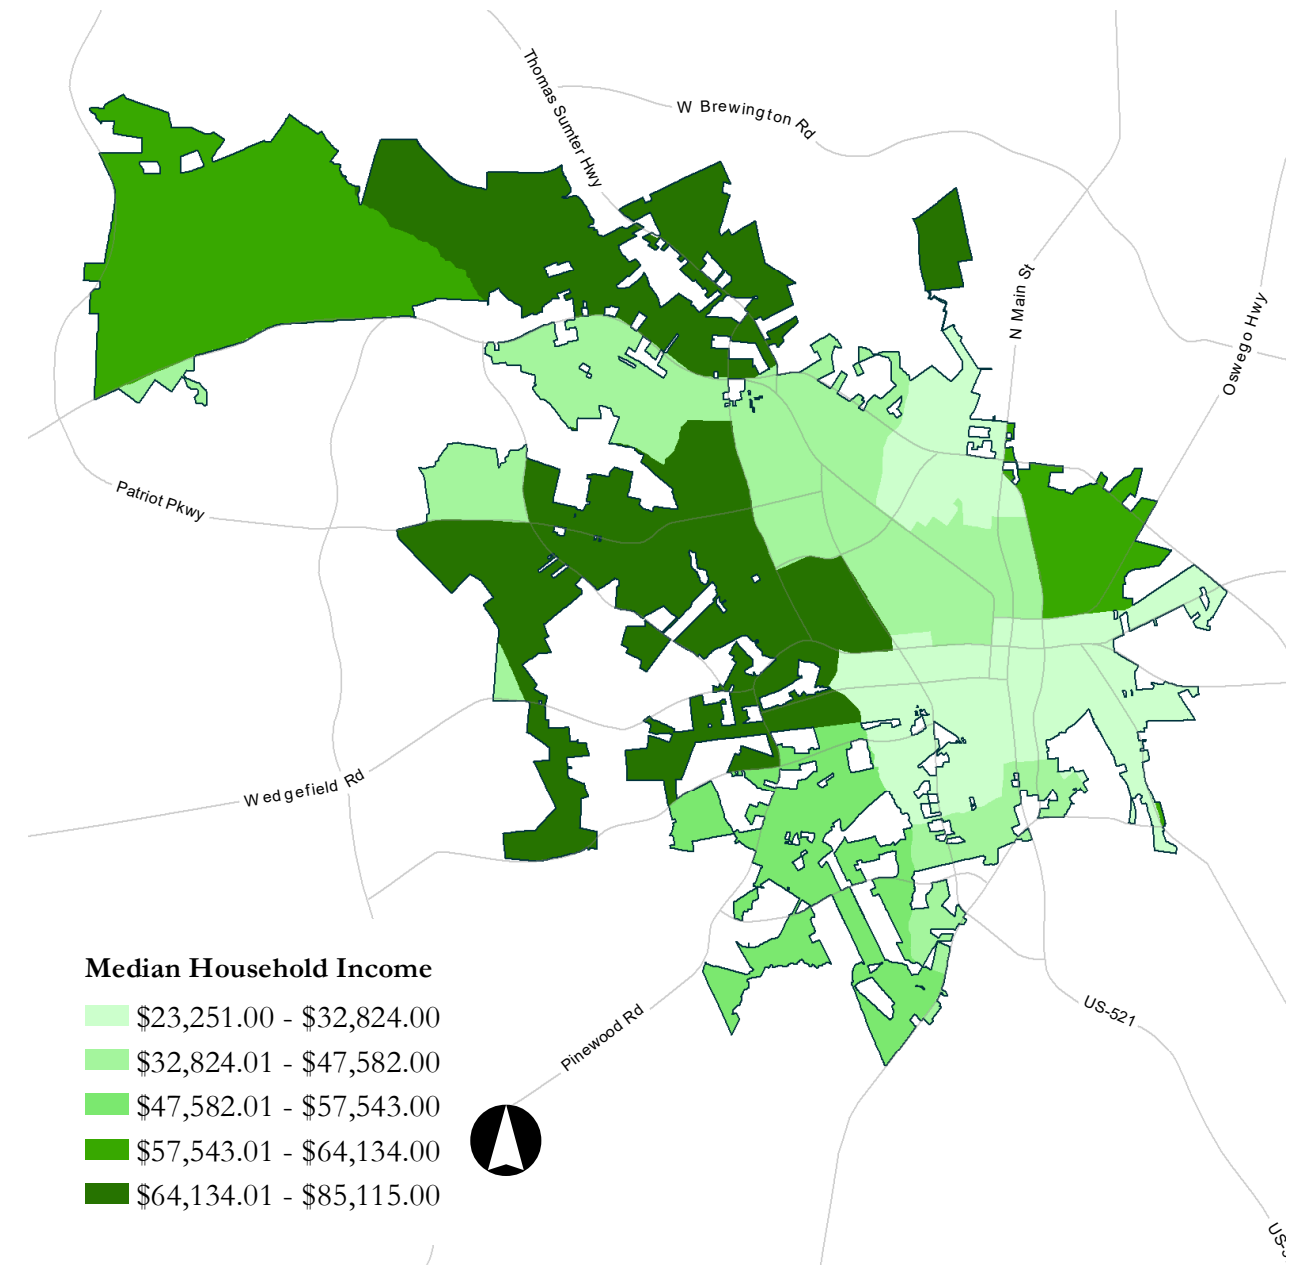 Thomas Sumter Hwy
W Brewington Rd
N Main St
Oswego Hwy
Patriot Pkwy
Wedgefield Rd
Pinewood Rd
US-521
US-
Median Household Income
$23,251.00 - $32,824.00
$32,824.01 - $47,582.00
$47,582.01 - $57,543.00
$57,543.01 - $64,134.00
$64,134.01 - $85,115.00